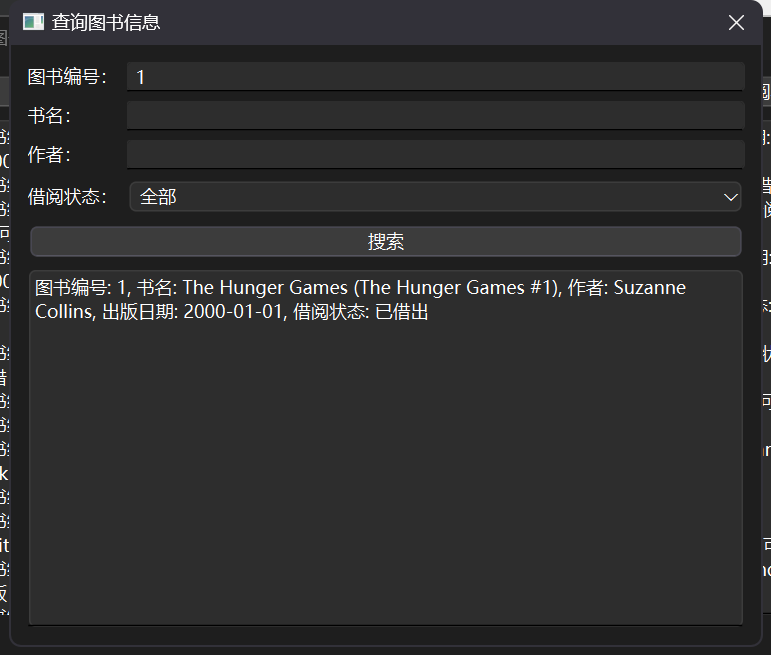 查询图书信息
图书编号: 1
书名:
作者:
借阅状态: 全部
搜索
图书编号: 1, 书名: The Hunger Games (The Hunger Games #1), 作者: Suzanne
Collins, 出版日期: 2000-01-01, 借阅状态: 已借出